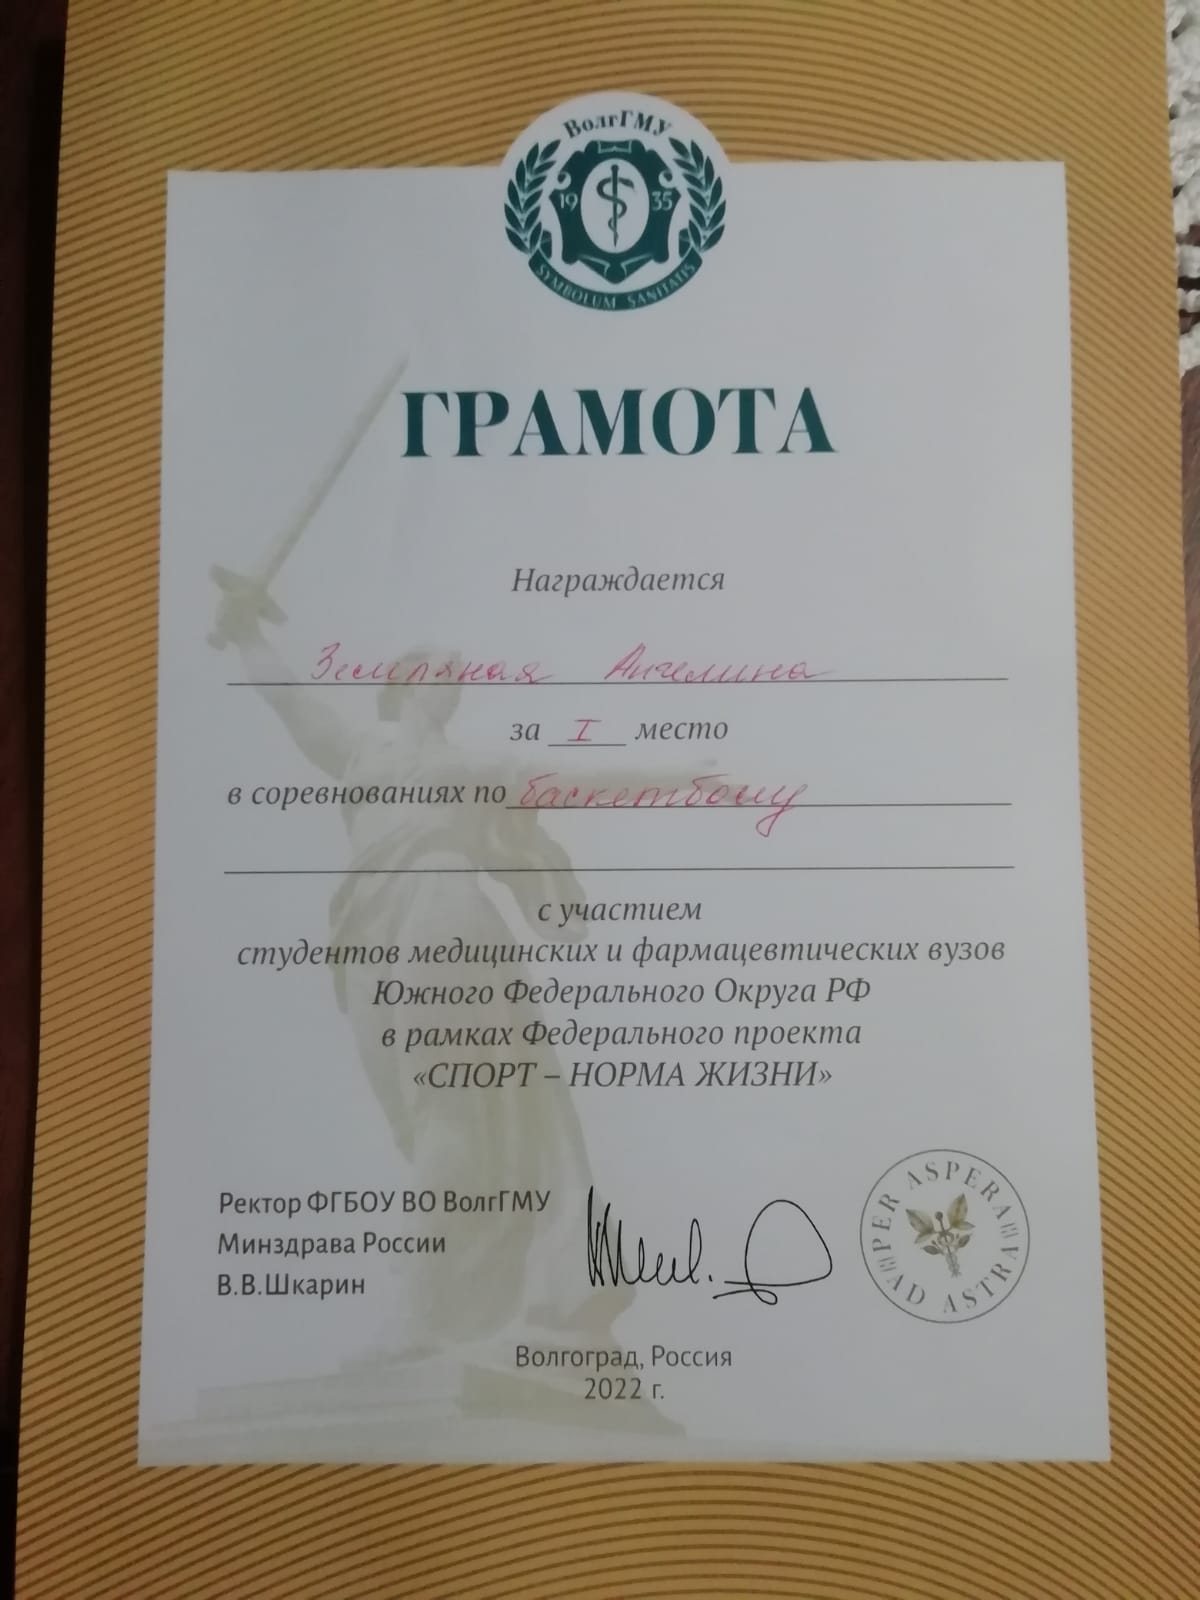 ВолгГМУ
19 35
SYMBOLUM SANITATIS
ГРАМОТА
Награждается
Земляная Ангелина
за I место
в соревнованиях по баскетболу
с участием
студентов медицинских и фармацевтических вузов
Южного Федерального Округа РФ
в рамках Федерального проекта
«СПОРТ – НОРМА ЖИЗНИ»
Ректор ФГБОУ ВО ВолгГМУ
Минздрава России
В.В.Шкарин
PER ASPERA AD ASTRA
Волгоград, Россия
2022 г.